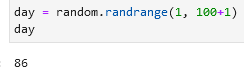 day = random.randrange(1, 100+1)
day
86